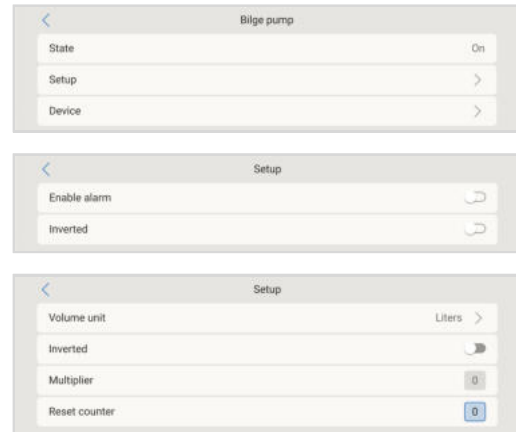 Bilge pump
State On
Setup
Device
Setup
Enable alarm
Inverted
Setup
Volume unit Liters
Inverted
Multiplier 0
Reset counter 0